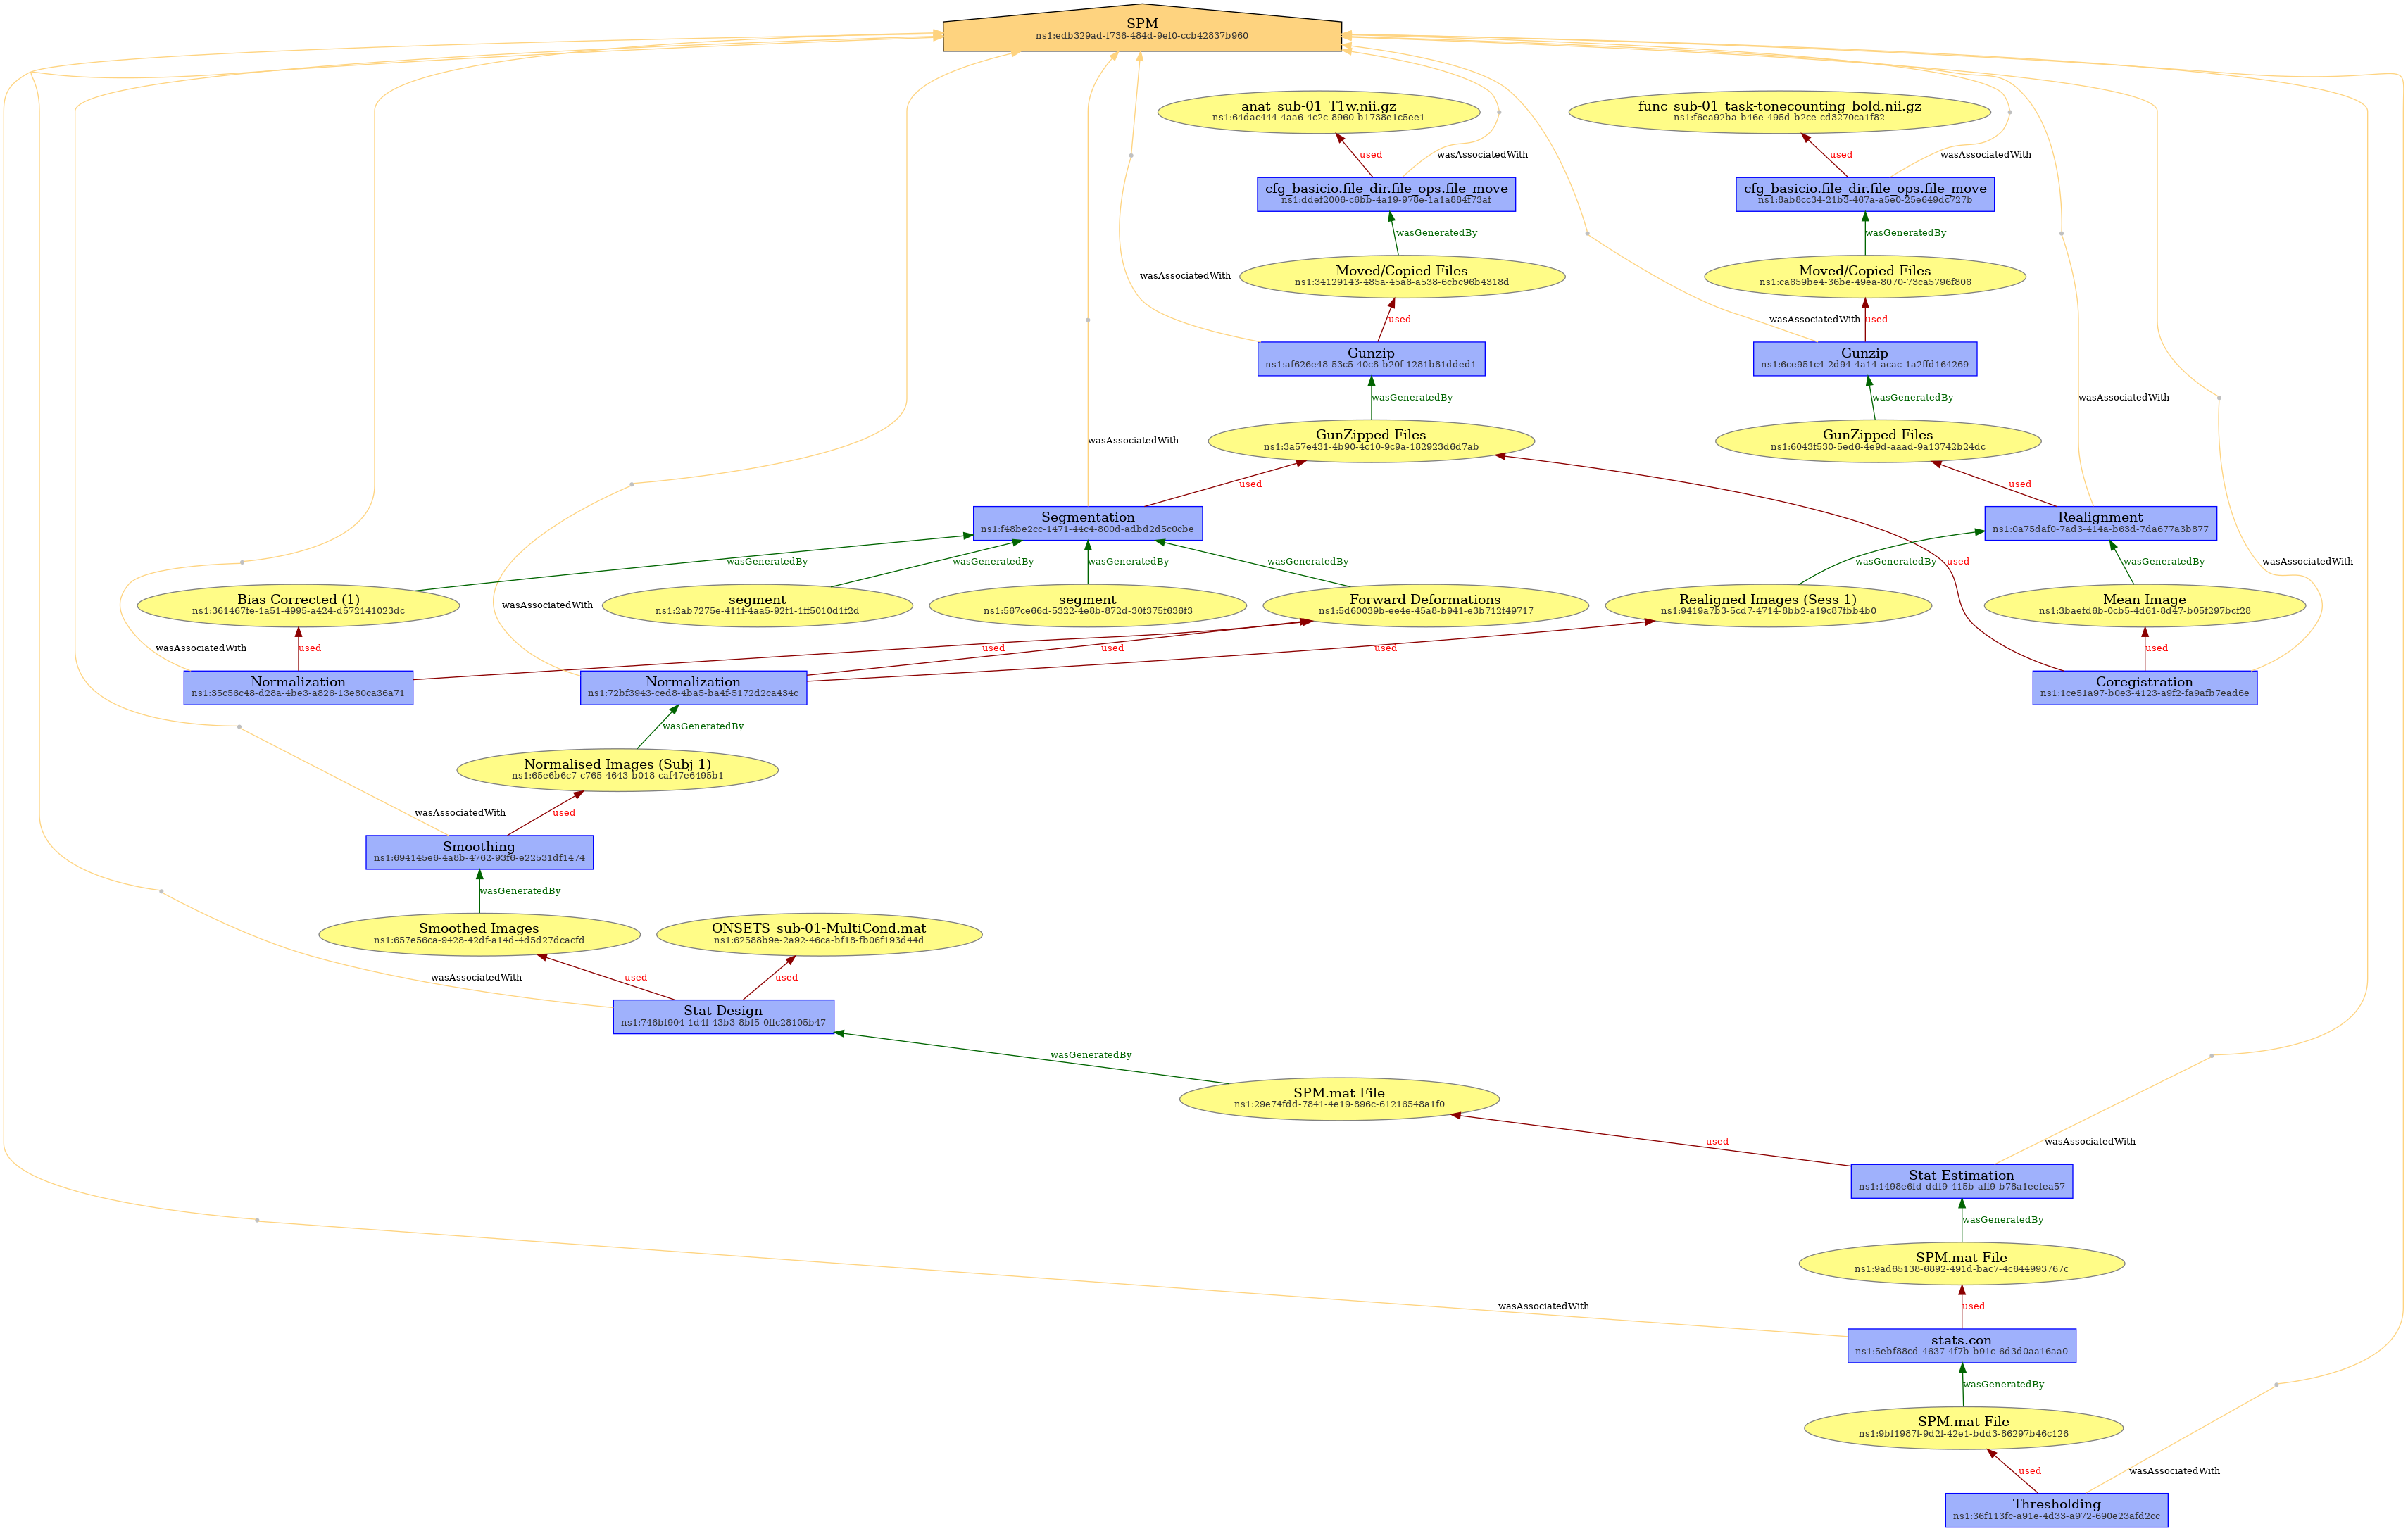 SPM
ns1:edb329ad-f736-484d-9ef0-ccb42837b960
anat_sub-01_T1w.nii.gz
ns1:64dac444-4aa6-4c2c-8960-b1738e1c5ee1
func_sub-01_task-tonecounting_bold.nii.gz
ns1:f6ea92ba-b46e-495d-b2ce-cd3270ca1f82
used
wasAssociatedWith
used
wasAssociatedWith
cfg_basicio.file_dir.file_ops.file_move
ns1:ddef2006-c6bb-4a19-978e-1a1a884f73af
cfg_basicio.file_dir.file_ops.file_move
ns1:8ab8cc34-21b3-467a-a5e0-25e649dc727b
wasGeneratedBy
wasGeneratedBy
wasAssociatedWith
Moved/Copied Files
ns1:34129143-485a-45a6-a538-6cbc96b4318d
Moved/Copied Files
ns1:ca659be4-36be-49ea-8070-73ca5796f806
used
wasAssociatedWith
used
Gunzip
ns1:af626e48-53c5-40c8-b20f-1281b81dded1
Gunzip
ns1:6ce951c4-2d94-4a14-acac-1a2ffd164269
wasGeneratedBy
wasGeneratedBy
wasAssociatedWith
wasAssociatedWith
GunZipped Files
ns1:3a57e431-4b90-4c10-9c9a-182923d6d7ab
GunZipped Files
ns1:6043f530-5ed6-4e9d-aaad-9a13742b24dc
used
used
Segmentation
ns1:f48be2cc-1471-44c4-800d-adbd2d5c0cbe
Realignment
ns1:0a75daf0-7ad3-414a-b63d-7da677a3b877
wasGeneratedBy
wasGeneratedBy
wasGeneratedBy
wasGeneratedBy
wasGeneratedBy
used
wasGeneratedBy
wasAssociatedWith
wasAssociatedWith
Bias Corrected (1)
ns1:361467fe-1a51-4995-a424-d572141023dc
segment
ns1:2ab7275e-411f-4aa5-92f1-1ff5010d1f2d
segment
ns1:567ce66d-5322-4e8b-872d-30f375f636f3
Forward Deformations
ns1:5d60039b-ee4e-45a8-b941-e3b712f49717
Realigned Images (Sess 1)
ns1:9419a7b3-5cd7-4714-8bb2-a19c87fbb4b0
Mean Image
ns1:3baefd6b-0cb5-4d61-8d47-b05f297bcf28
wasAssociatedWith
used
used
used
used
used
Normalization
ns1:35c56c48-d28a-4be3-a826-13e80ca36a71
Normalization
ns1:72bf3943-ced8-4ba5-ba4f-5172d2ca434c
Coregistration
ns1:1ce51a97-b0e3-4123-a9f2-fa9afb7ead6e
wasGeneratedBy
Normalised Images (Subj 1)
ns1:65e6b6c7-c765-4643-b018-caf47e6495b1
wasAssociatedWith
used
Smoothing
ns1:694145e6-4a8b-4762-93f6-e22531df1474
wasGeneratedBy
Smoothed Images
ns1:657e56ca-9428-42df-a14d-4d5d27dcacfd
ONSETS_sub-01-MultiCond.mat
ns1:62588b9e-2a92-46ca-bf18-fb06f193d44d
wasAssociatedWith
used
used
Stat Design
ns1:746bf904-1d4f-43b3-8bf5-0ffc28105b47
wasGeneratedBy
SPM.mat File
ns1:29e74fdd-7841-4e19-896c-61216548a1f0
used
wasAssociatedWith
Stat Estimation
ns1:1498e6fd-ddf9-415b-aff9-b78a1eefea57
wasGeneratedBy
SPM.mat File
ns1:9ad65138-6892-491d-bac7-4c644993767c
wasAssociatedWith
used
stats.con
ns1:5ebf88cd-4637-4f7b-b91c-6d3d0aa16aa0
wasGeneratedBy
SPM.mat File
ns1:9bf1987f-9d2f-42e1-bdd3-86297b46c126
used
wasAssociatedWith
Thresholding
ns1:36f113fc-a91e-4d33-a972-690e23afd2cc